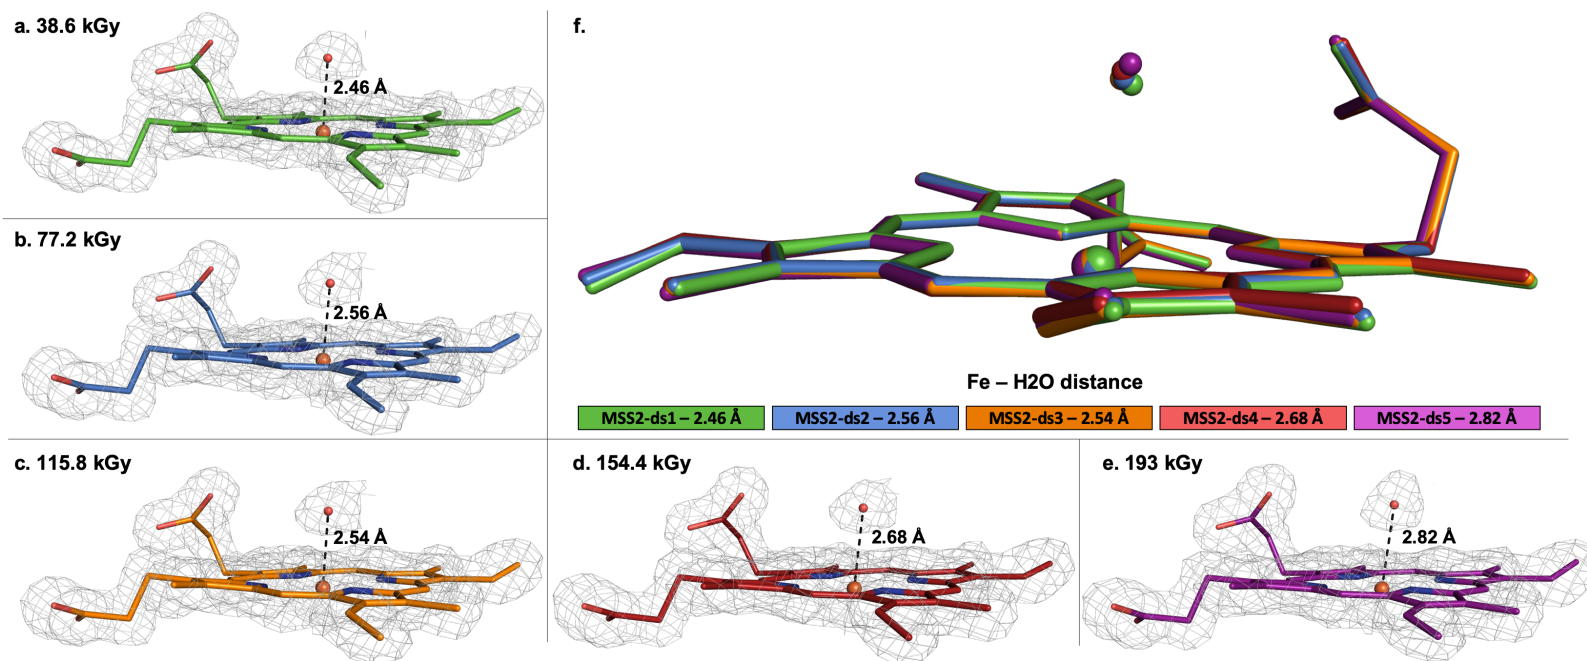 a. 38.6 kGy
2.46 Å
b. 77.2 kGy
2.56 Å
c. 115.8 kGy
2.54 Å
f.
Fe – H2O distance
MSS2-ds1 – 2.46 Å
MSS2-ds2 – 2.56 Å
MSS2-ds3 – 2.54 Å
MSS2-ds4 – 2.68 Å
MSS2-ds5 – 2.82 Å
d. 154.4 kGy
2.68 Å
e. 193 kGy
2.82 Å